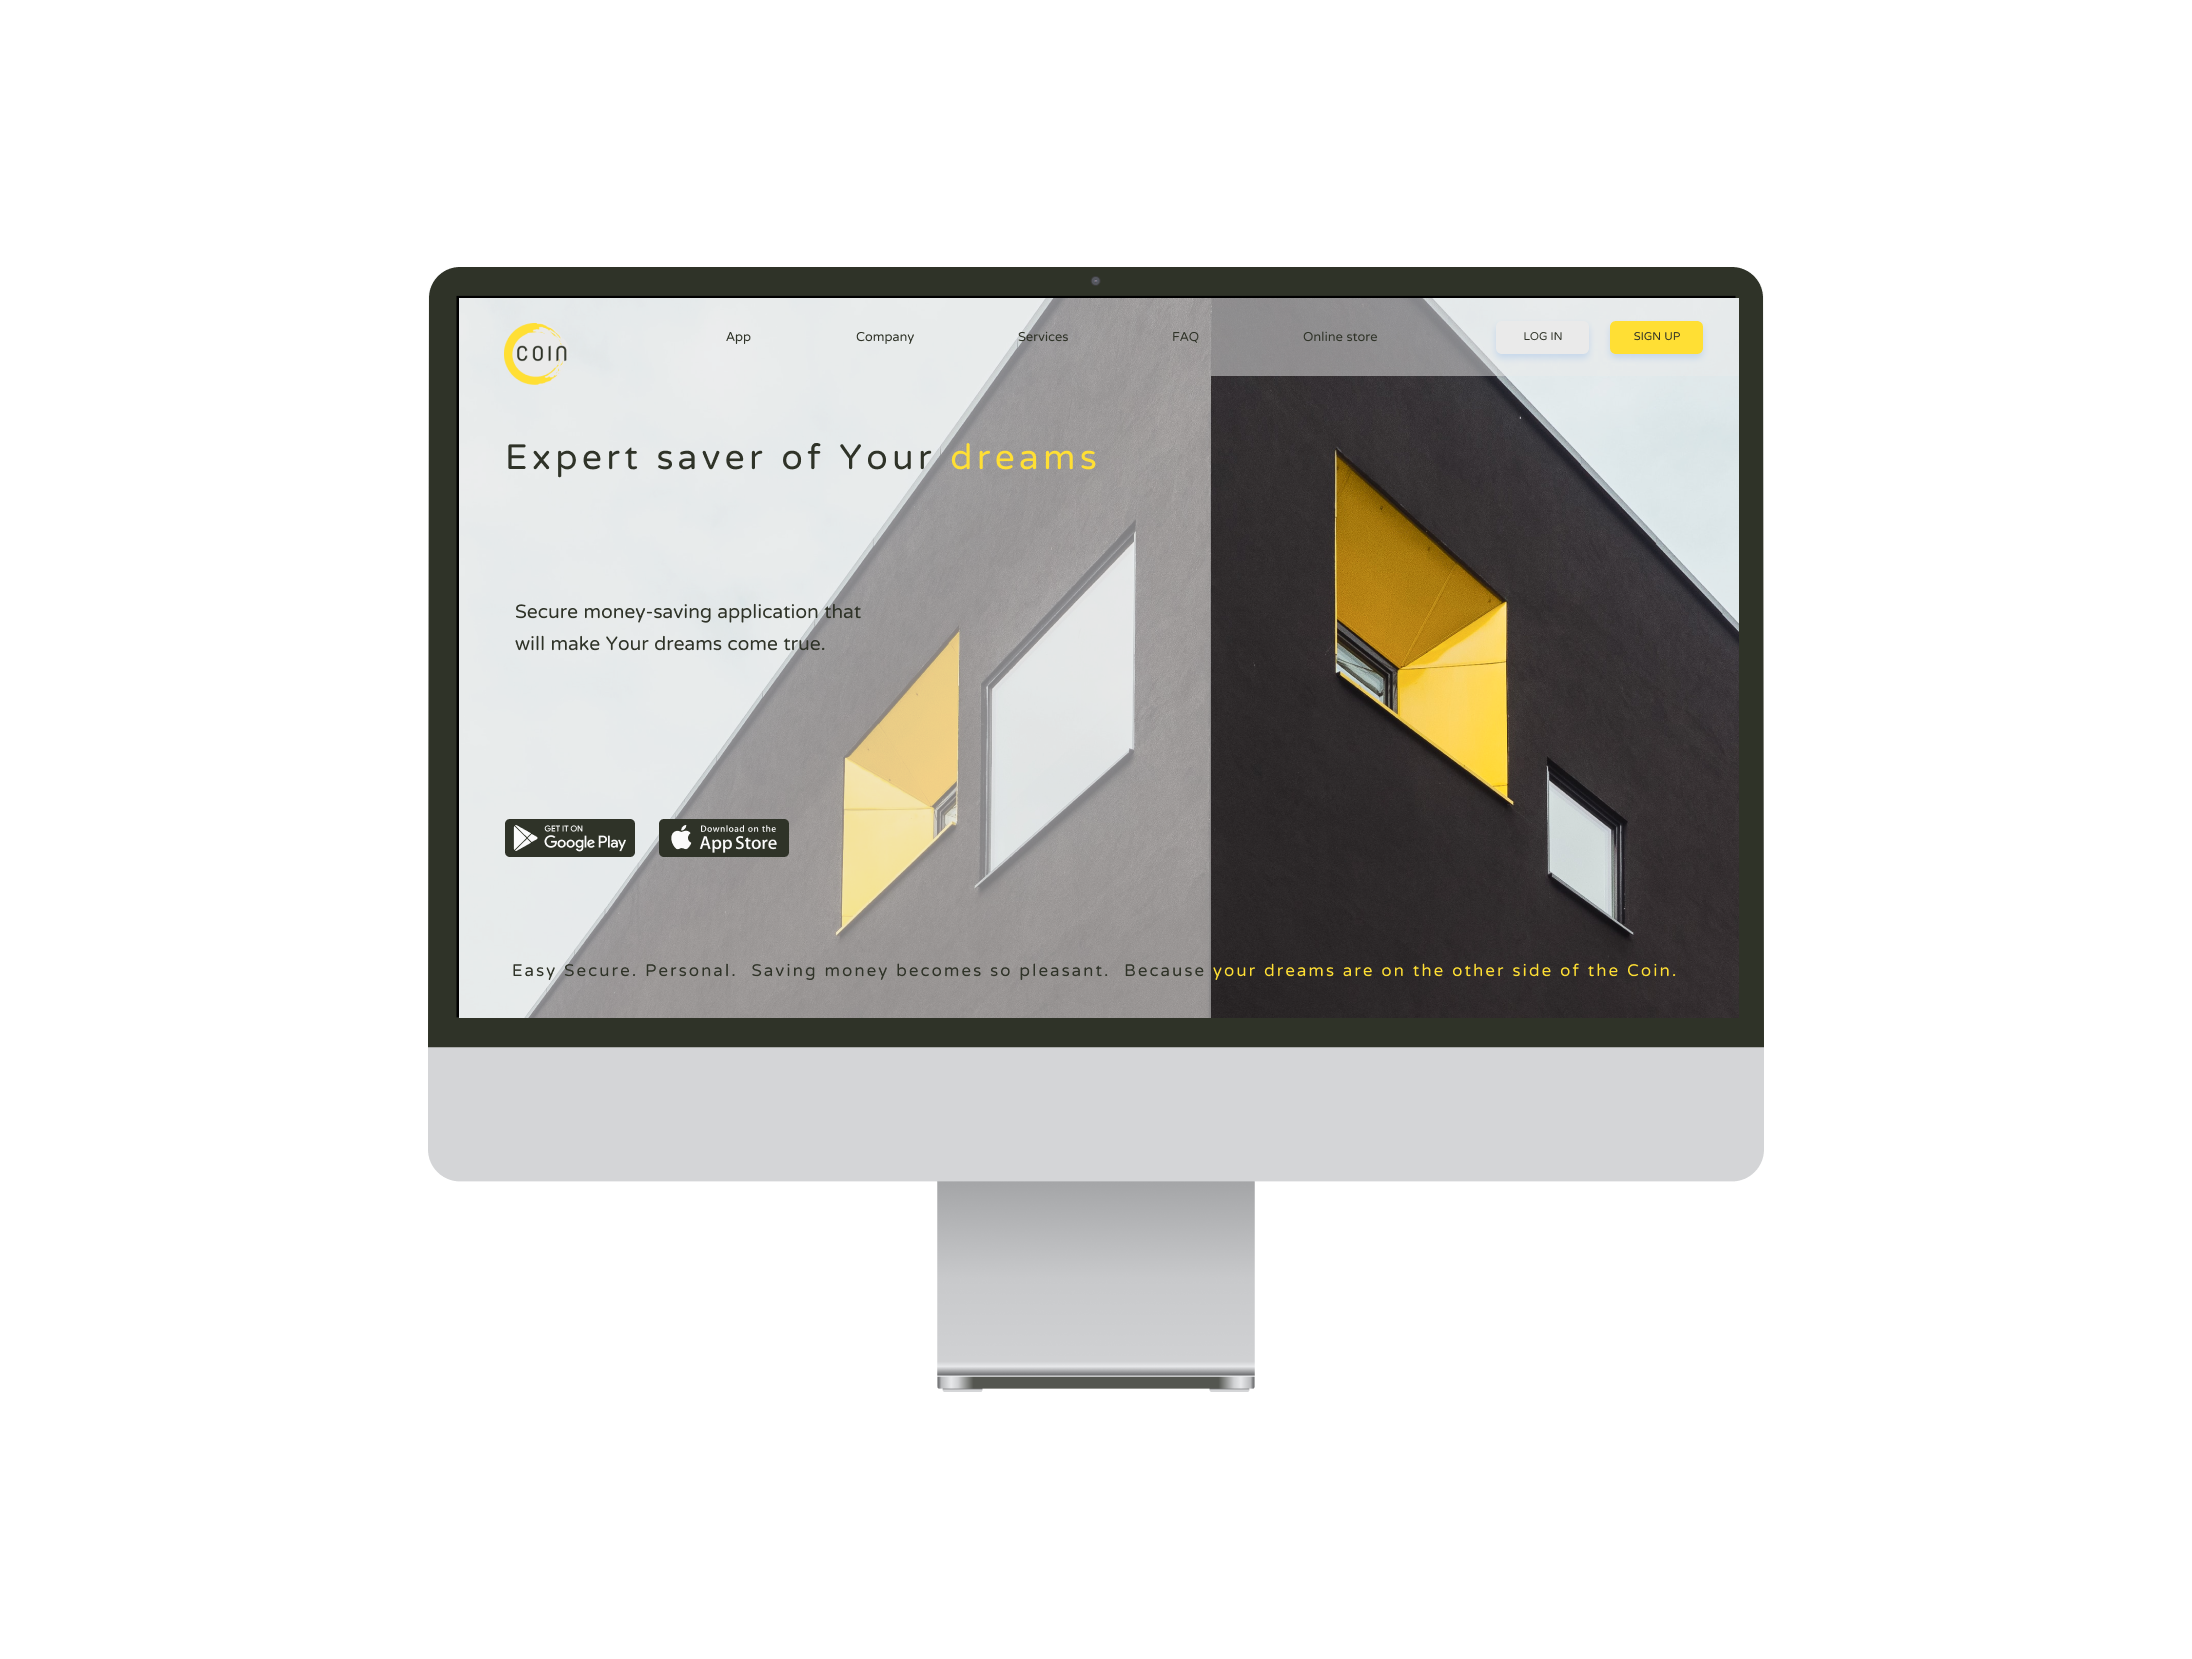 COIN
App Company Services FAQ Online store LOG IN SIGN UP
Expert saver of Your dreams
Secure money-saving application that
will make Your dreams come true.
GET IT ON
Google Play
Download on the
App Store
Easy Secure. Personal. Saving money becomes so pleasant. Because your dreams are on the other side of the Coin.